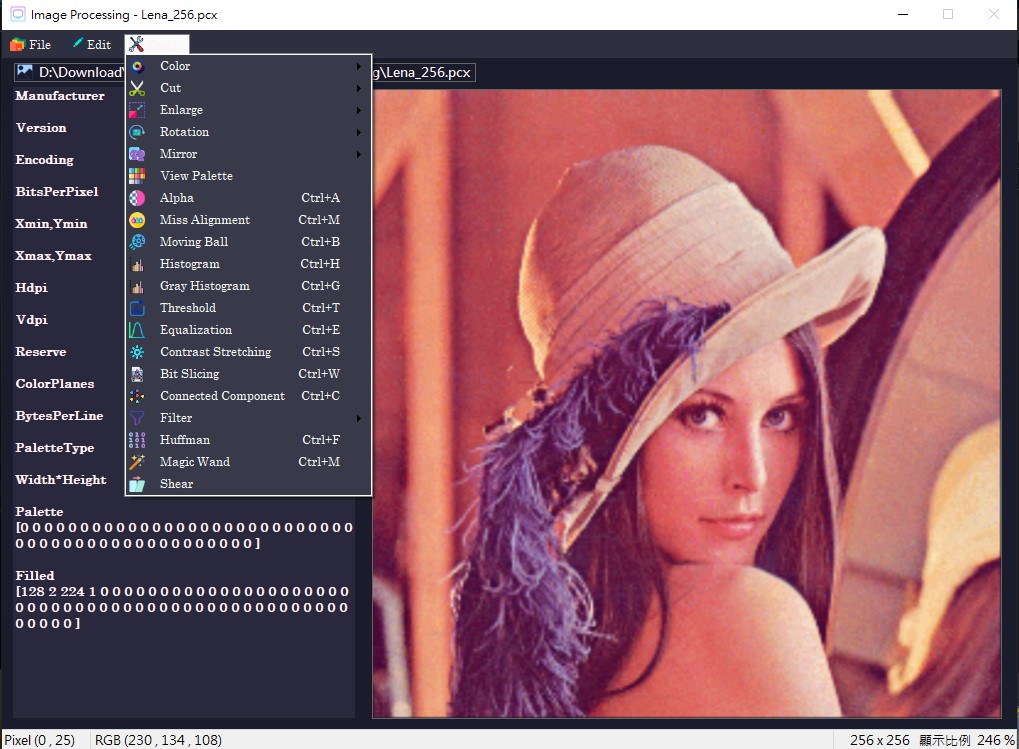 Image Processing - Lena_256.pcx
File Edit
D:\Download\
g\Lena_256.pcx
Manufacturer
Version
Encoding
BitsPerPixel
Xmin,Ymin
Xmax,Ymax
Hdpi
Vdpi
Reserve
ColorPlanes
BytesPerLine
PaletteType
Width*Height
Palette
[0 0 0 0 0 0 0 0 0 0 0 0 0 0 0 0 0 0 0 0 0 0 0 0 0 0 0 0
0 0 0 0 0 0 0 0 0 0 0 0 0 0 0 0 0 0 0 0 ]
Filled
[128 2 224 1 0 0 0 0 0 0 0 0 0 0 0 0 0 0 0 0 0 0 0 0 0
0 0 0 0 0 0 0 0 0 0 0 0 0 0 0 0 0 0 0 0 0 0 0 0 0 0 0 0
0 0 0 0 0 ]
Color
Cut
Enlarge
Rotation
Mirror
View Palette
Alpha Ctrl+A
Miss Alignment Ctrl+M
Moving Ball Ctrl+B
Histogram Ctrl+H
Gray Histogram Ctrl+G
Threshold Ctrl+T
Equalization Ctrl+E
Contrast Stretching Ctrl+S
Bit Slicing Ctrl+W
Connected Component Ctrl+C
Filter
Huffman Ctrl+F
Magic Wand Ctrl+M
Shear
Pixel (0 , 25) RGB (230 , 134 , 108) 256 x 256 顯示比例 246 %